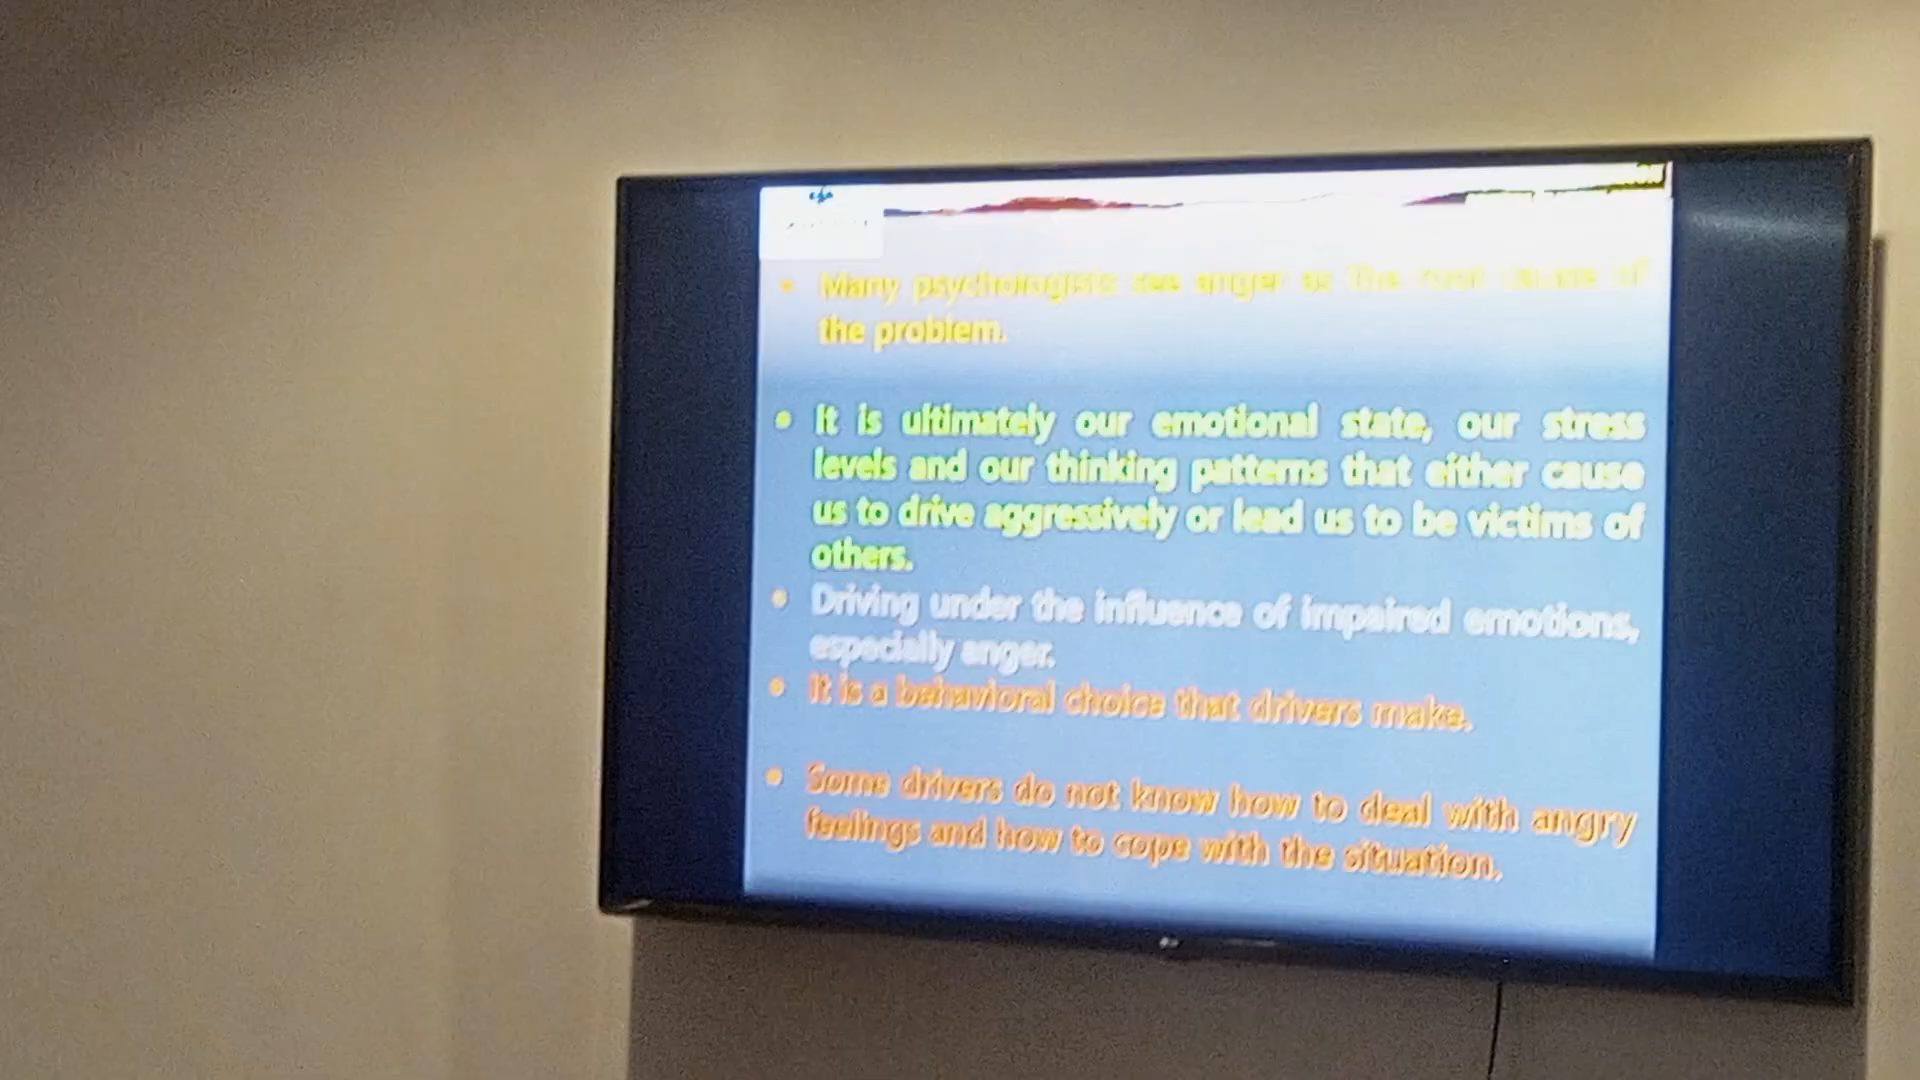 Many psychologists see anger as the root cause of
the problem.
It is ultimately our emotional state, our stress
levels and our thinking patterns that either cause
us to drive aggressively or lead us to be victims of
others.
Driving under the influence of impaired emotions,
especially anger.
It is a behavioral choice that drivers make.
Some drivers do not know how to deal with angry
feelings and how to cope with the situation.